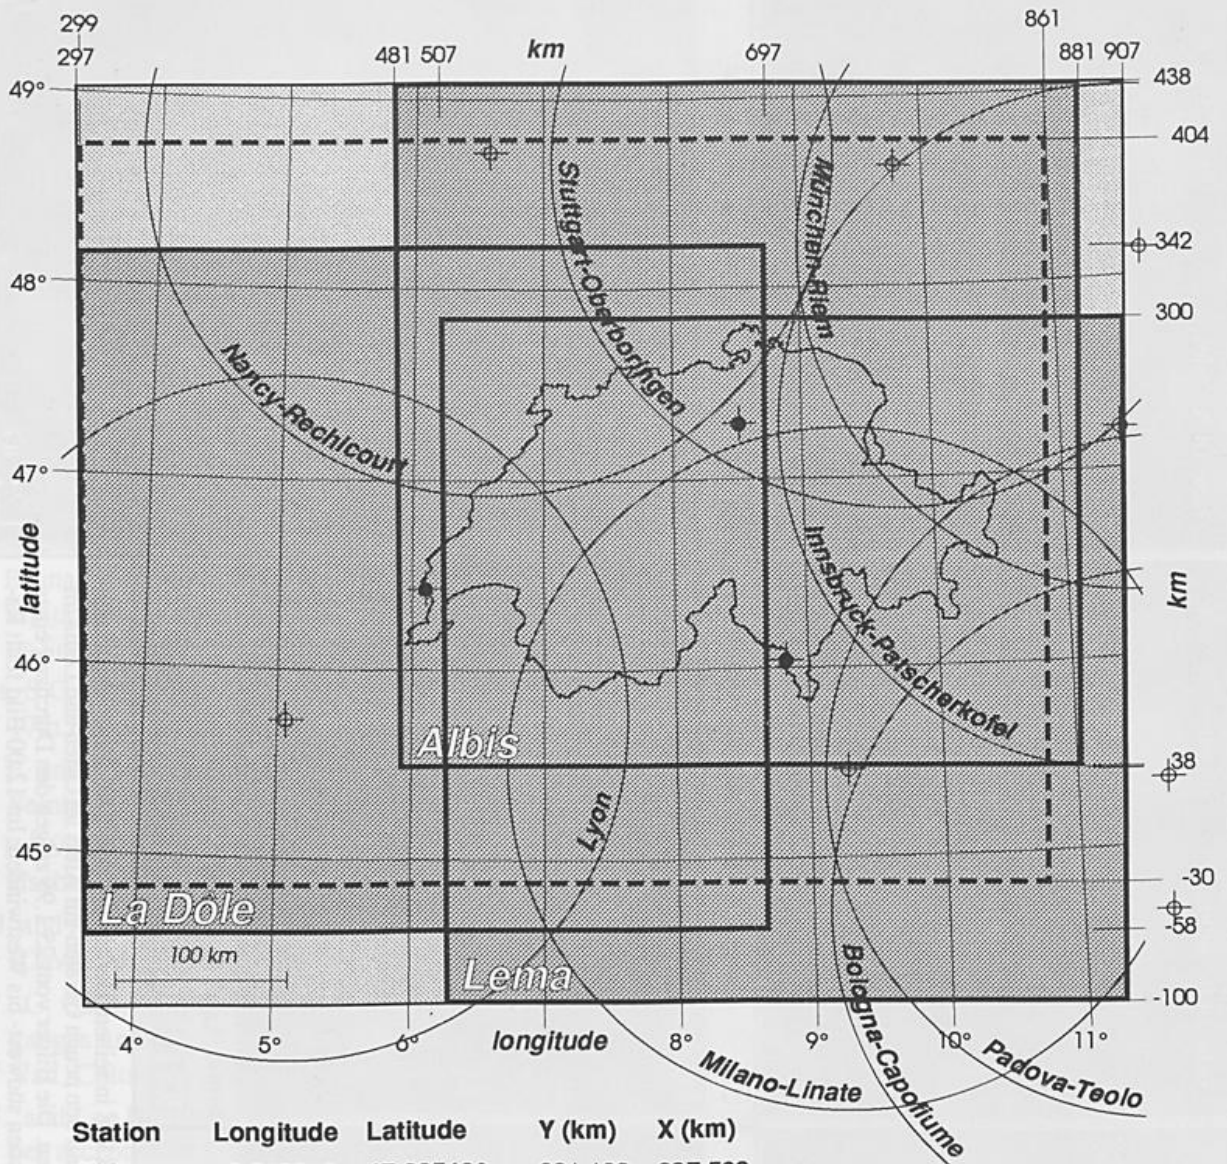 299
861
297
481 507
km
697
881 907
49°
438
404
Stuttgart-Oberboringen
München-Riem
342
48°
300
Nancy-Rechicourt
47°
latitude
Innsbruck-Patscherkofel
km
46°
Albis
38
Lyon
45°
-30
La Dôle
-58
100 km
Bologna-Capofiume
Lema
-100
4°
5°
6°
longitude
8°
9°
10°
11°
Milano-Linate
Padova-Teolo
Station Longitude Latitude Y (km) X (km)